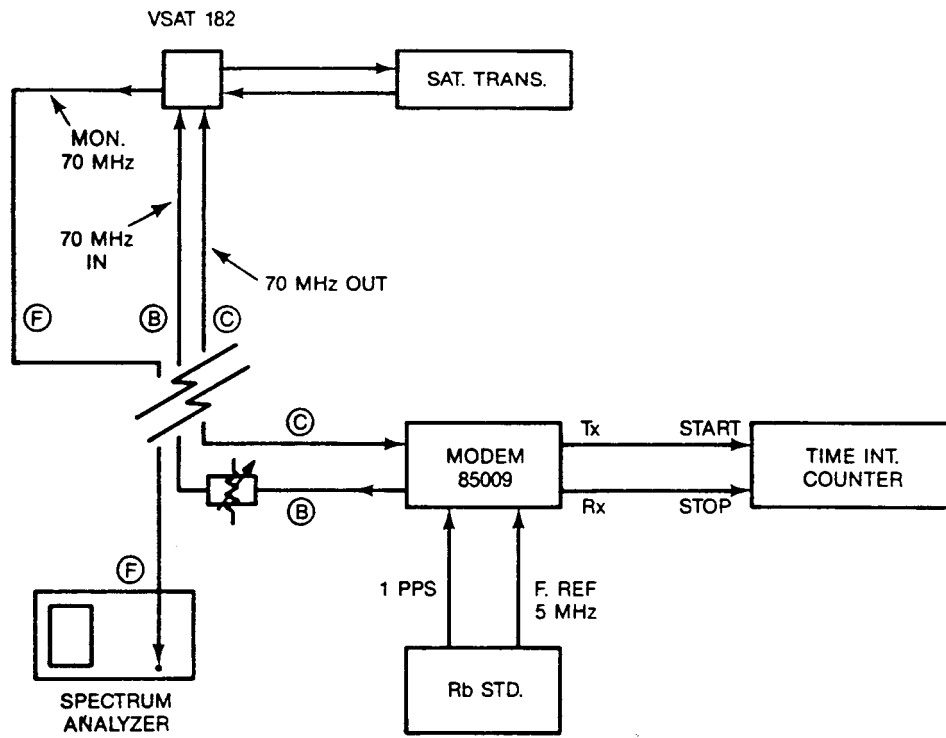 VSAT 182
SAT. TRANS.
MON.
70 MHz
70 MHz
IN
70 MHz OUT
F
B
C
C
Tx
START
MODEM
85009
TIME INT.
COUNTER
B
Rx
STOP
F
1 PPS
F. REF
5 MHz
Rb STD.
SPECTRUM
ANALYZER